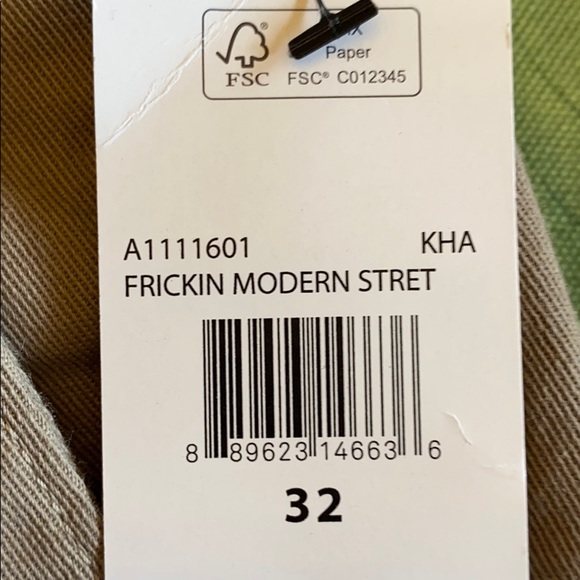 Paper
FSC FSC® C012345
A1111601 KHA
FRICKIN MODERN STRET
8 89623 14663 6
32